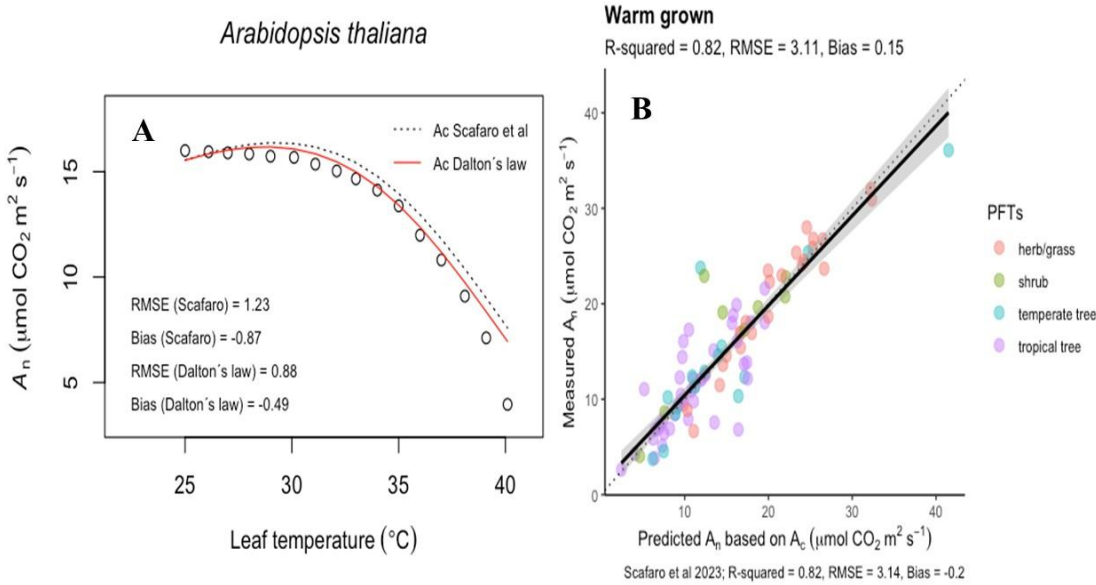 Arabidopsis thaliana
A
Ac Scafaro et al
Ac Dalton´s law
RMSE (Scafaro) = 1.23
Bias (Scafaro) = -0.87
RMSE (Dalton´s law) = 0.88
Bias (Dalton´s law) = -0.49
15
10
5
Aₙ (μmol CO₂ m² s⁻¹)
25 30 35 40
Leaf temperature (°C)
Warm grown
R-squared = 0.82, RMSE = 3.11, Bias = 0.15
B
40
30
20
10
0
Measured Aₙ (μmol CO₂ m² s⁻¹)
10 20 30 40
Predicted Aₙ based on A꜀ (μmol CO₂ m² s⁻¹)
PFTs
herb/grass
shrub
temperate tree
tropical tree
Scafaro et al 2023; R-squared = 0.82, RMSE = 3.14, Bias = -0.2